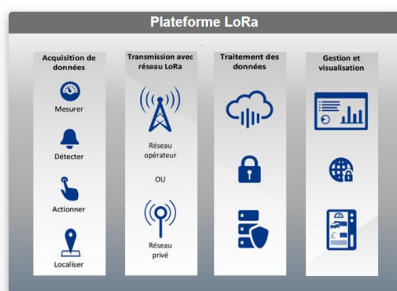 Plateforme LoRa
Acquisition de
données
Mesurer
Détecter
Actionner
Localiser
Transmission avec
réseau LoRa
Réseau
opérateur
OU
Réseau
privé
Traitement des
données
Gestion et
visualisation